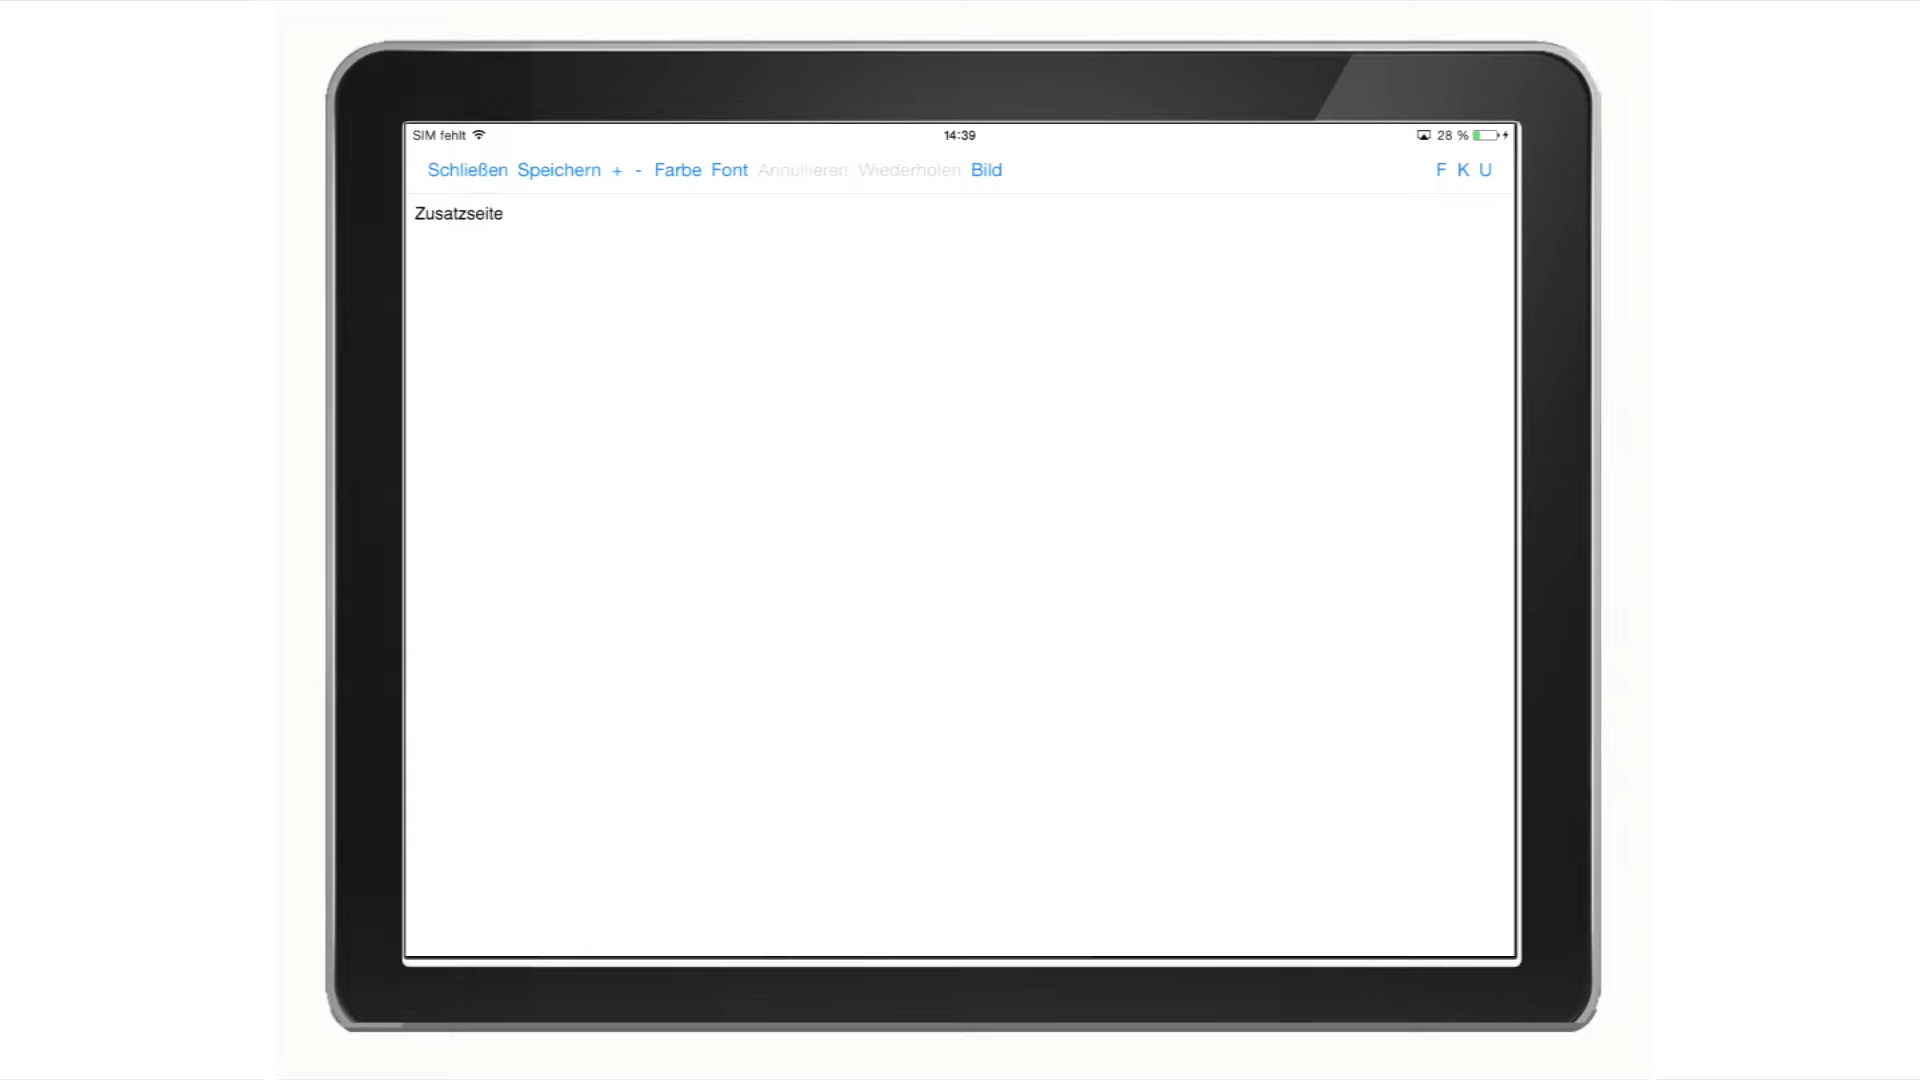 SIM fehlt 14:39 28 %
Schließen Speichern + - Farbe Font Annullieren Wiederholen Bild F K U
Zusatzseite